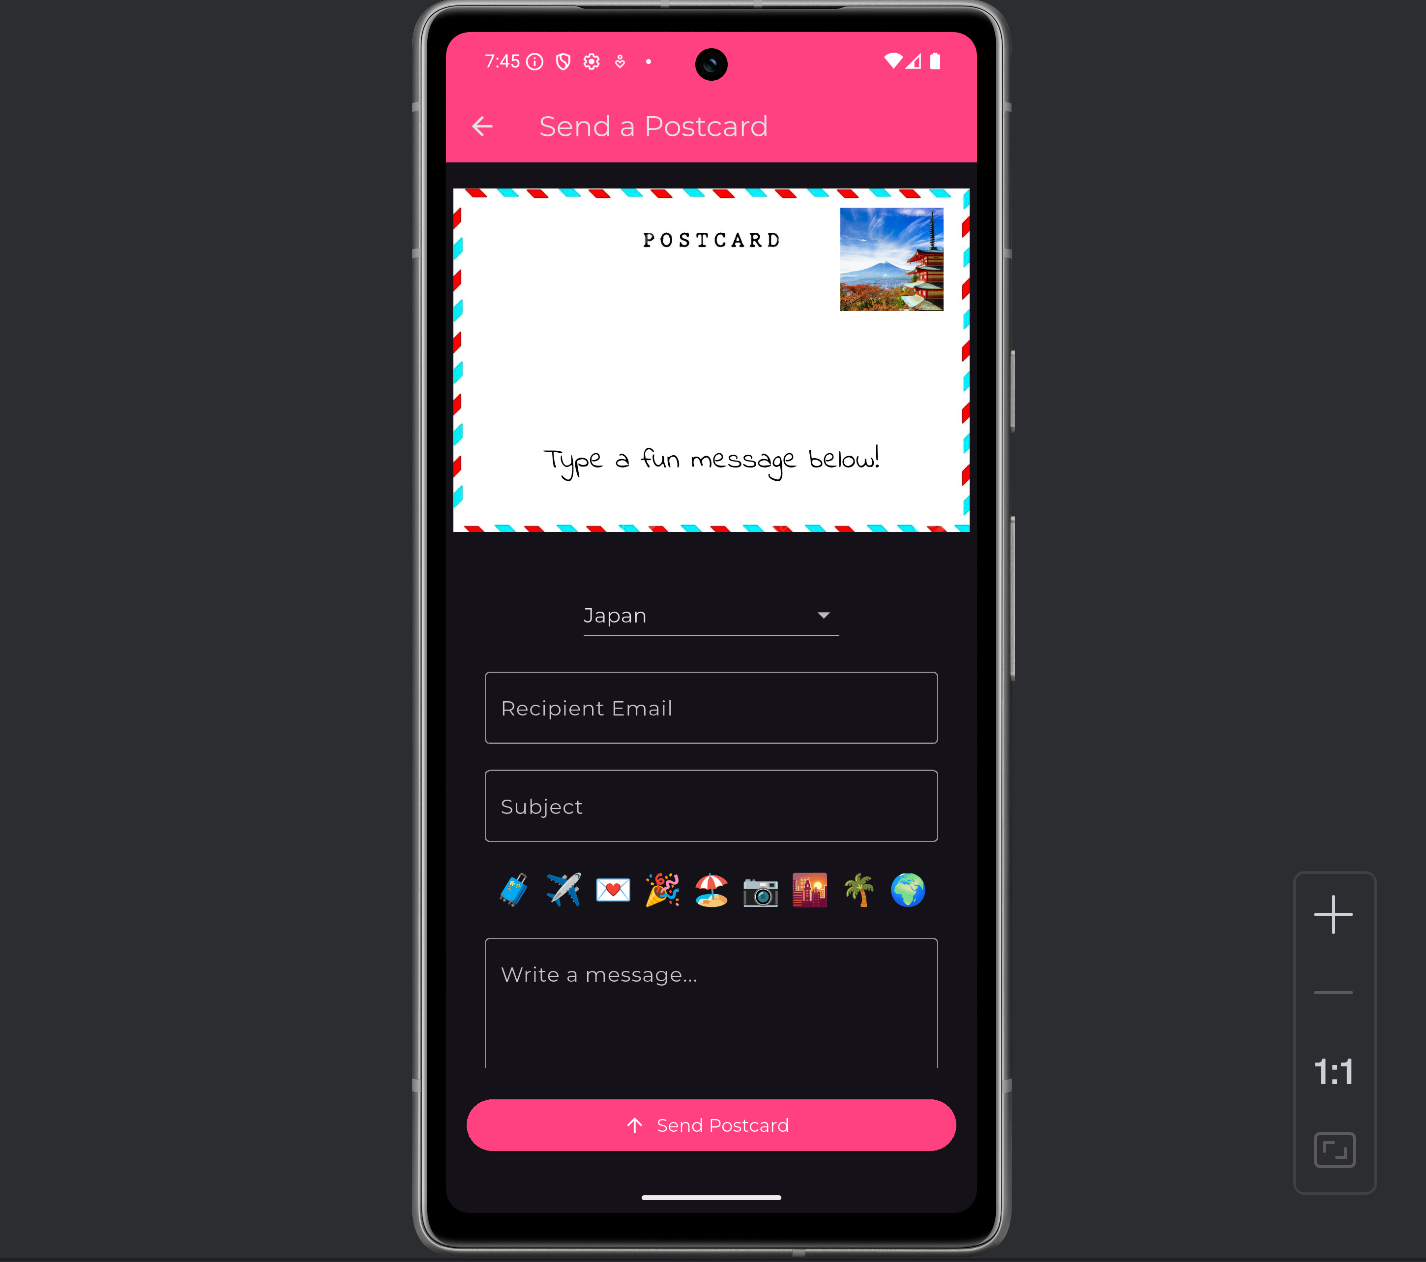 7:45
Send a Postcard
POSTCARD
Type a fun message below!
Japan
Recipient Email
Subject
Write a message...
Send Postcard
1:1